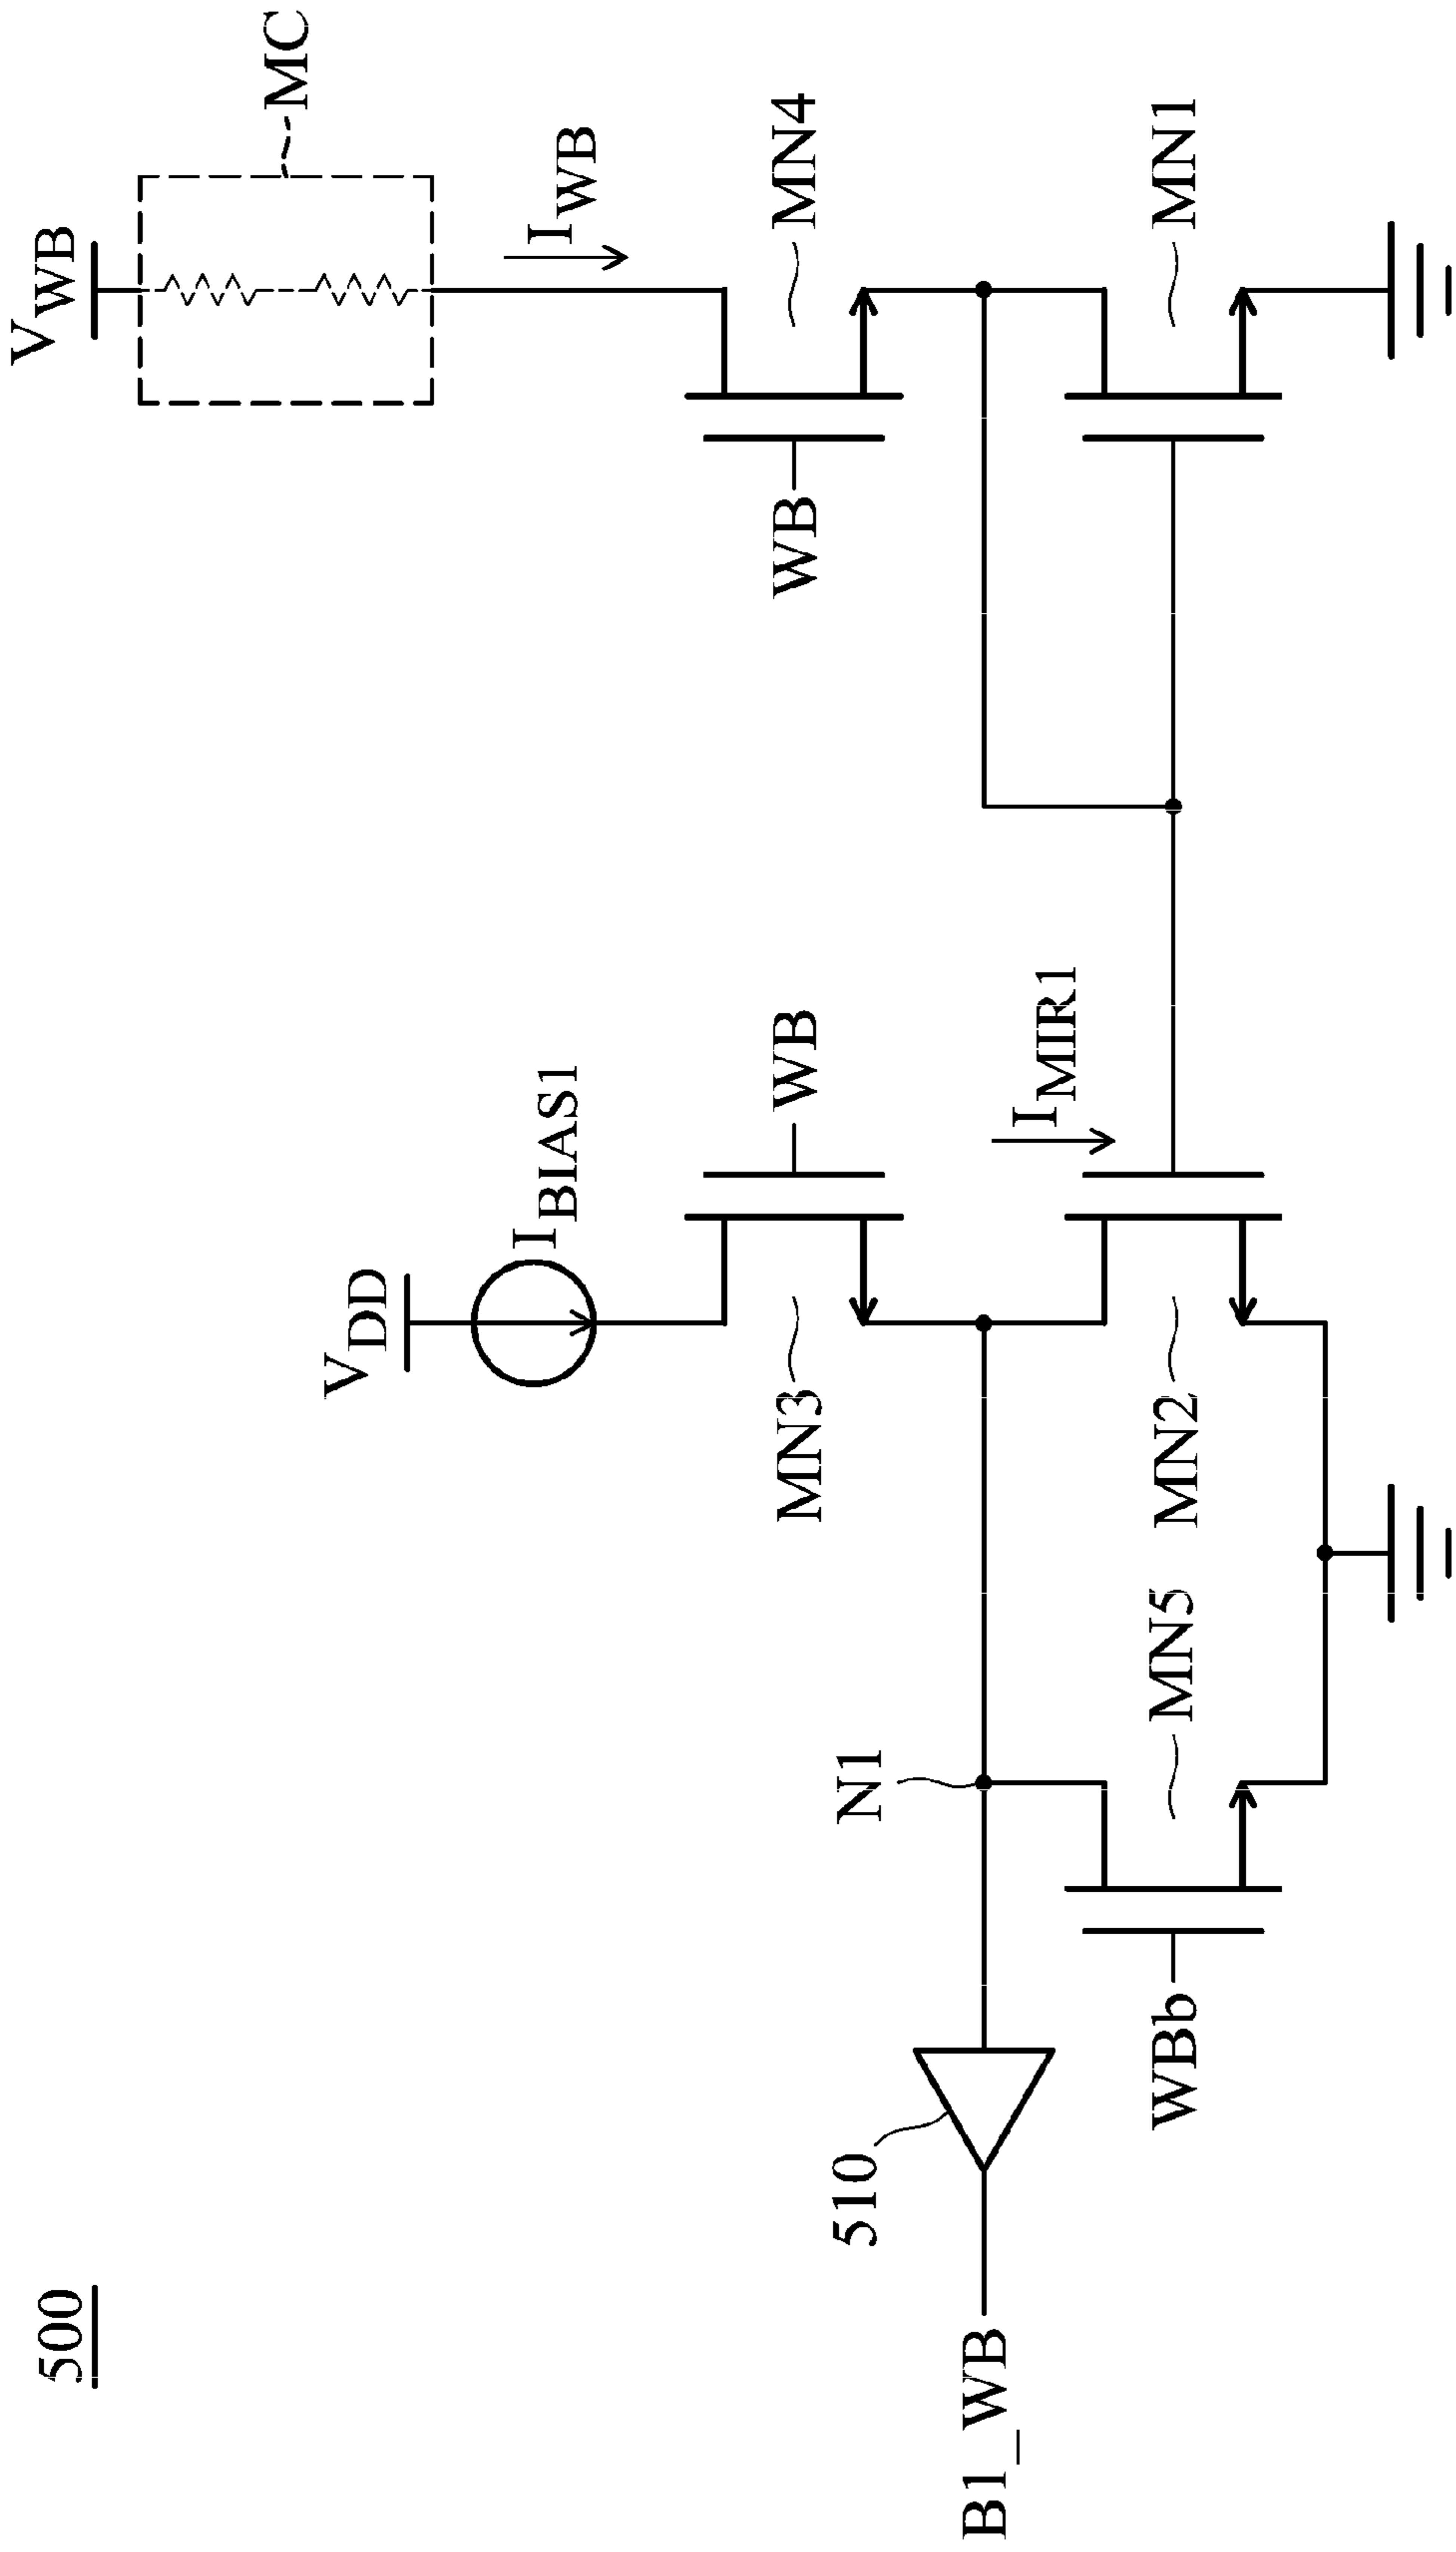 500
V_WB
MC
I_WB
V_DD
I_BIAS1
WB
MN4
MN3
WB
I_MIR1
N1
510
B1_WB
WBb
MN5
MN2
MN1